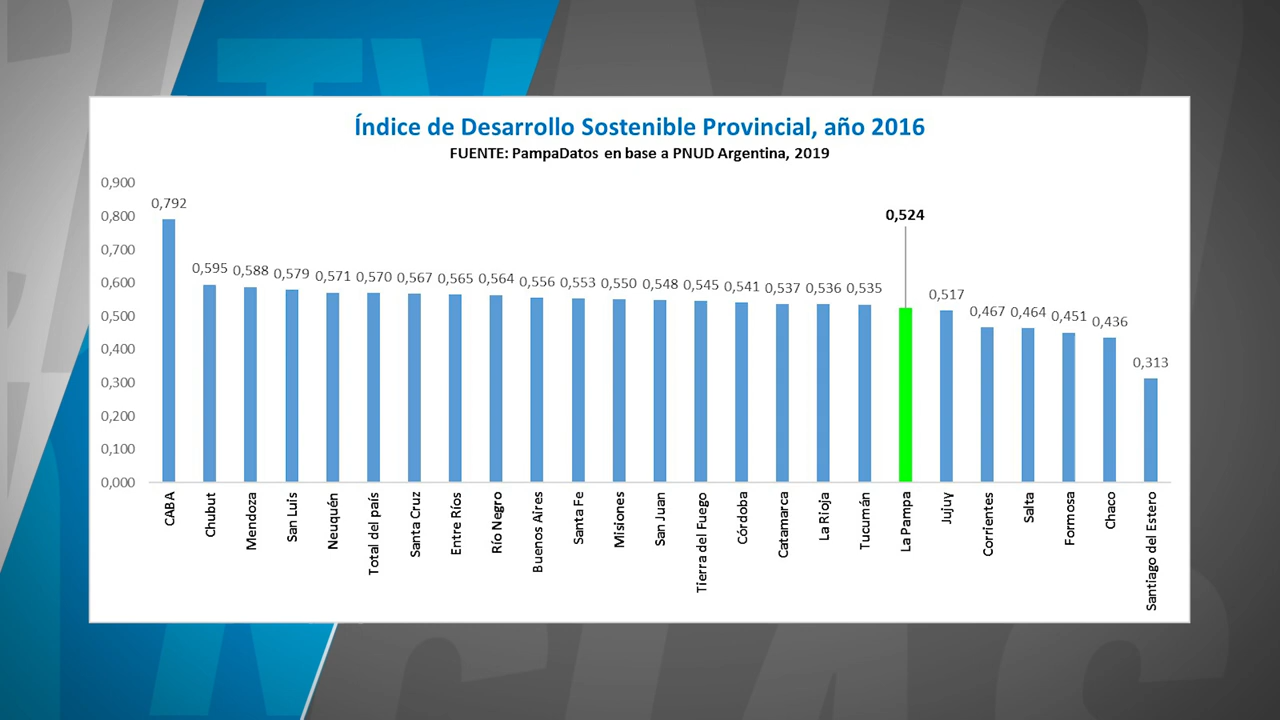 Índice de Desarrollo Sostenible Provincial, año 2016
FUENTE: PampaDatos en base a PNUD Argentina, 2019
0,900
0,800
0,700
0,600
0,500
0,400
0,300
0,200
0,100
0,000
0,792
0,595
0,588
0,579
0,571
0,570
0,567
0,565
0,564
0,556
0,553
0,550
0,548
0,545
0,541
0,537
0,536
0,535
0,524
0,517
0,467
0,464
0,451
0,436
0,313
CABA
Chubut
Mendoza
San Luís
Neuquén
Total del país
Santa Cruz
Entre Ríos
Río Negro
Buenos Aires
Santa Fe
Misiones
San Juan
Tierra del Fuego
Córdoba
Catamarca
La Rioja
Tucumán
La Pampa
Jujuy
Corrientes
Salta
Formosa
Chaco
Santiago del Estero